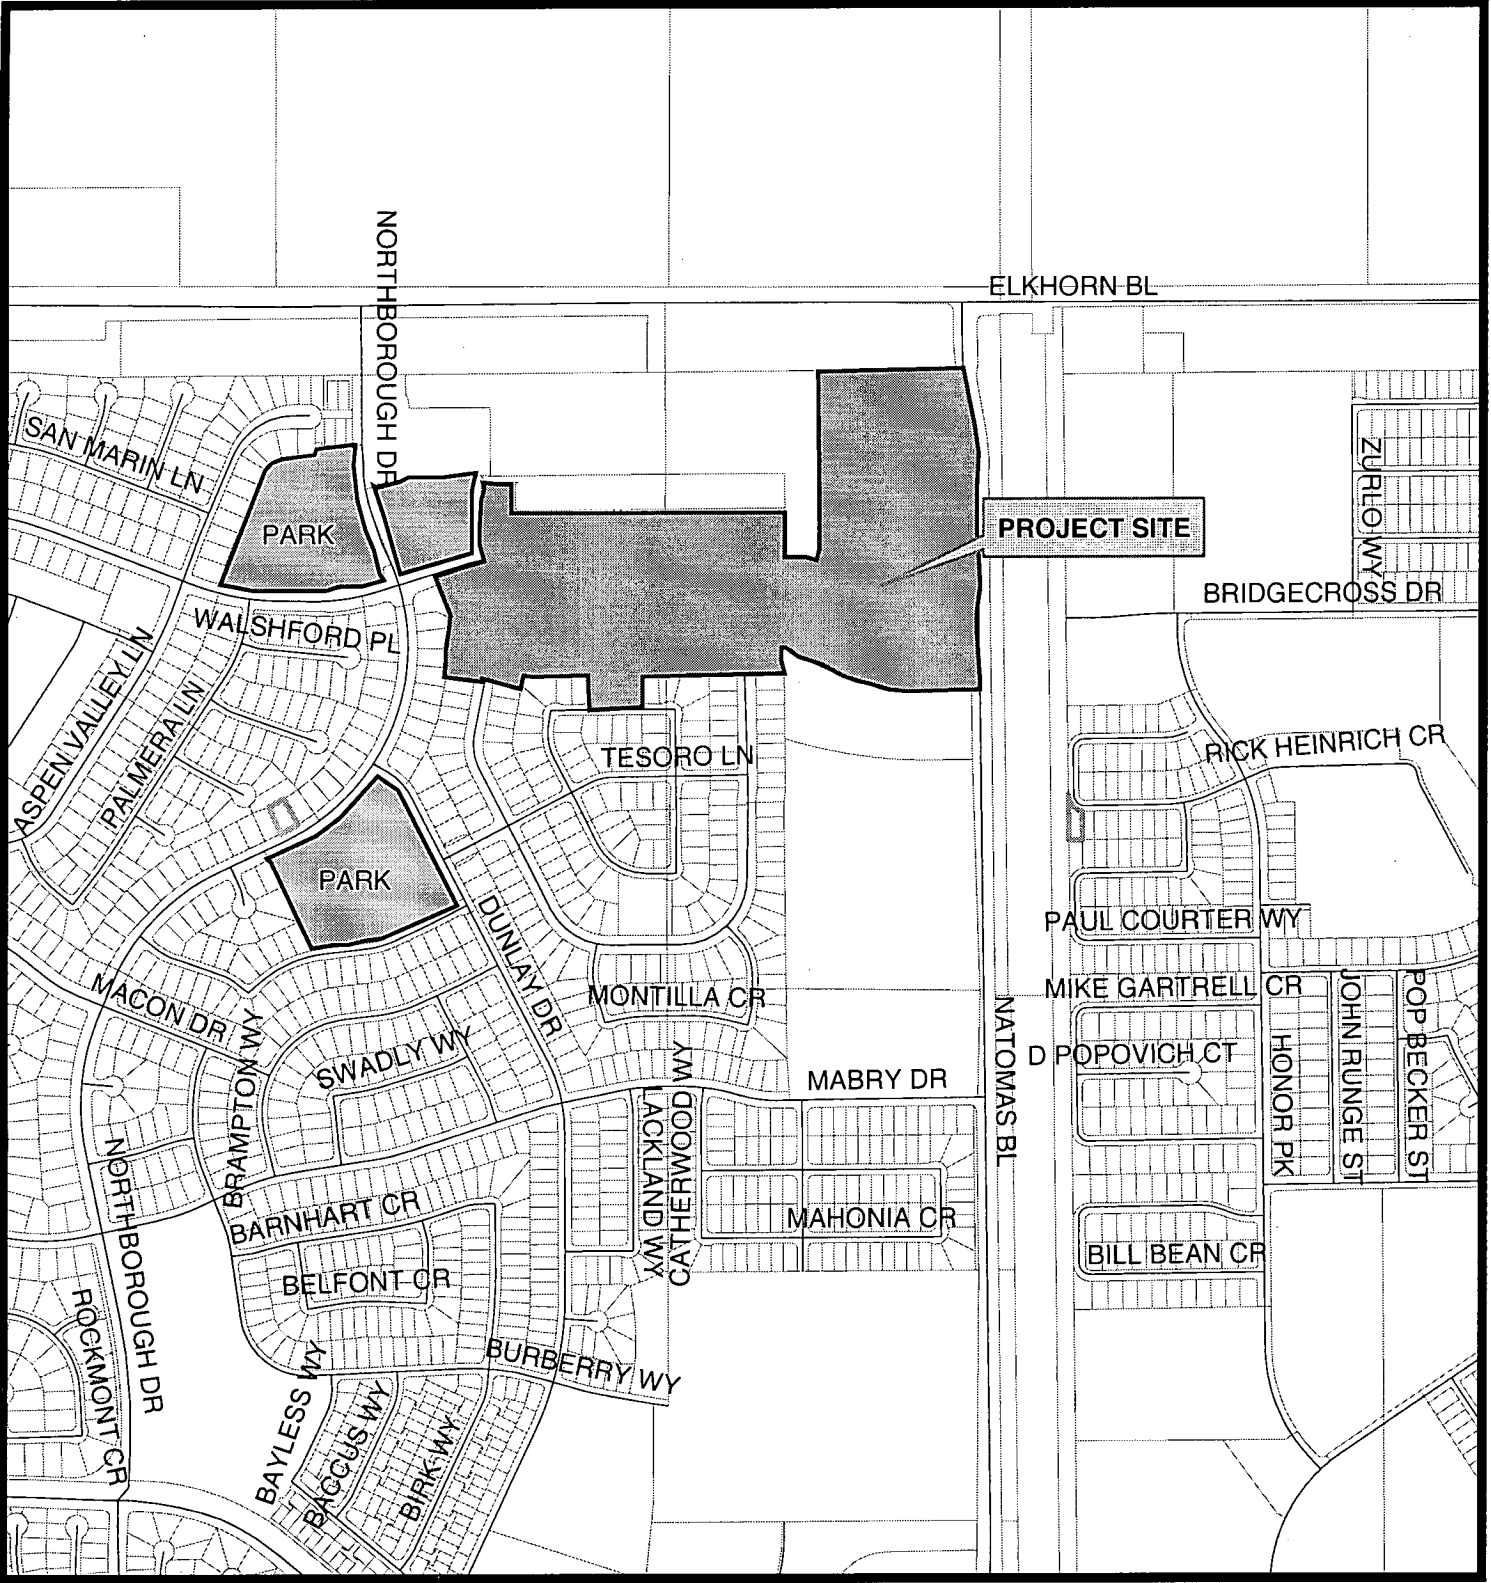 NORTHBOROUGH DR
ELKHORN BL
SAN MARIN LN
ZURLO WY
PARK
PROJECT SITE
BRIDGECROSS DR
WALSHFORD PL
ASPEN VALLEY LN
PALMERA LN
TESORO LN
RICK HEINRICH CR
PARK
DUNLAY DR
PAUL COURTER WY
MACON DR
MONTILLA CR
MIKE GARTRELL CR
JOHN RUNGE ST
POP BECKER ST
NATOMAS BL
BRAMPTON WY
SWADLY WY
D POPOVICH CT
HONOR PK
MABRY DR
LACKLAND WY
CATHERWOOD WY
NORTHBOROUGH DR
BARNHART CR
MAHONIA CR
BILL BEAN CR
BELFONT CR
ROCKMONT CR
BURBERRY WY
BAYLESS WY
BACCUS WY
BIRK WY